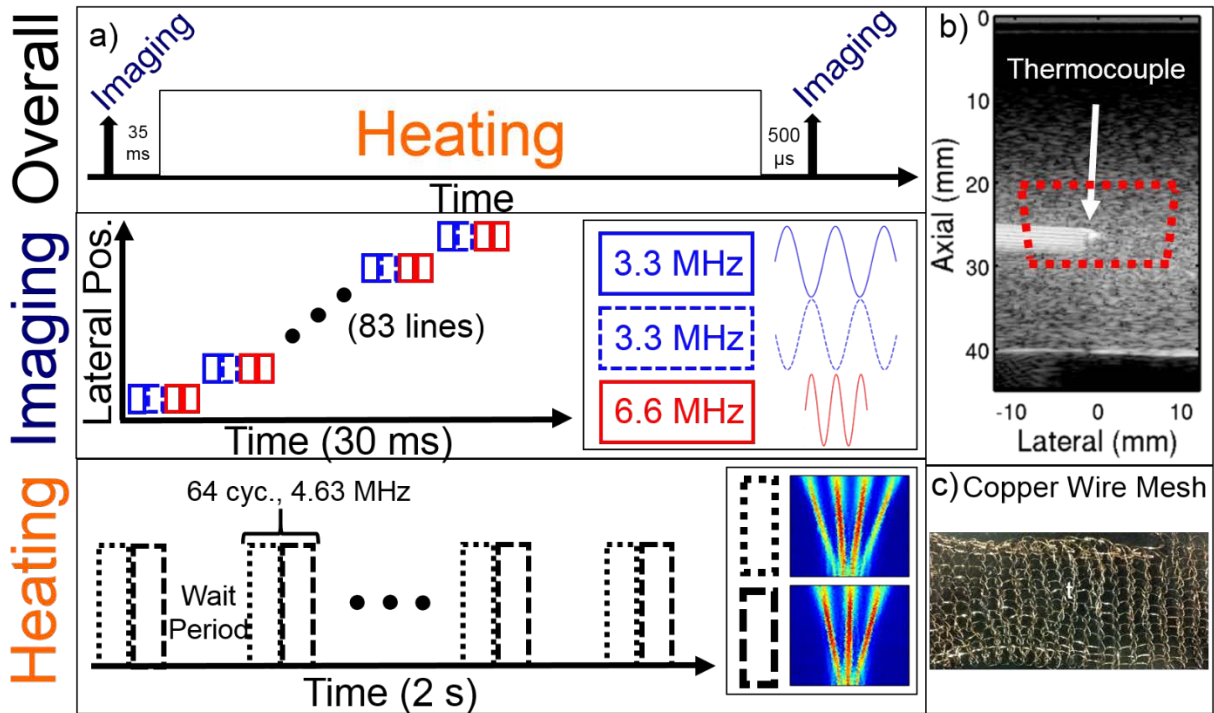 Overall
a)
Imaging
35
ms
Heating
500
μs
Imaging
Time
Imaging
Lateral Pos.
(83 lines)
Time (30 ms)
3.3 MHz
3.3 MHz
6.6 MHz
Heating
64 cyc., 4.63 MHz
Wait
Period
Time (2 s)
b)
Thermocouple
Axial (mm)
0
10
20
30
40
-10
0
10
Lateral (mm)
c) Copper Wire Mesh
t